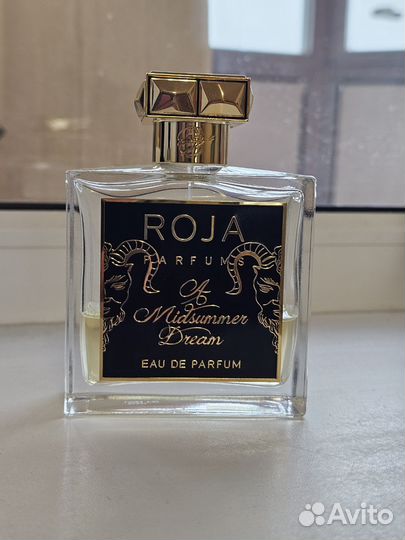 ROJA
PARFUMS
A
Midsummer
Dream
EAU DE PARFUM
Avito